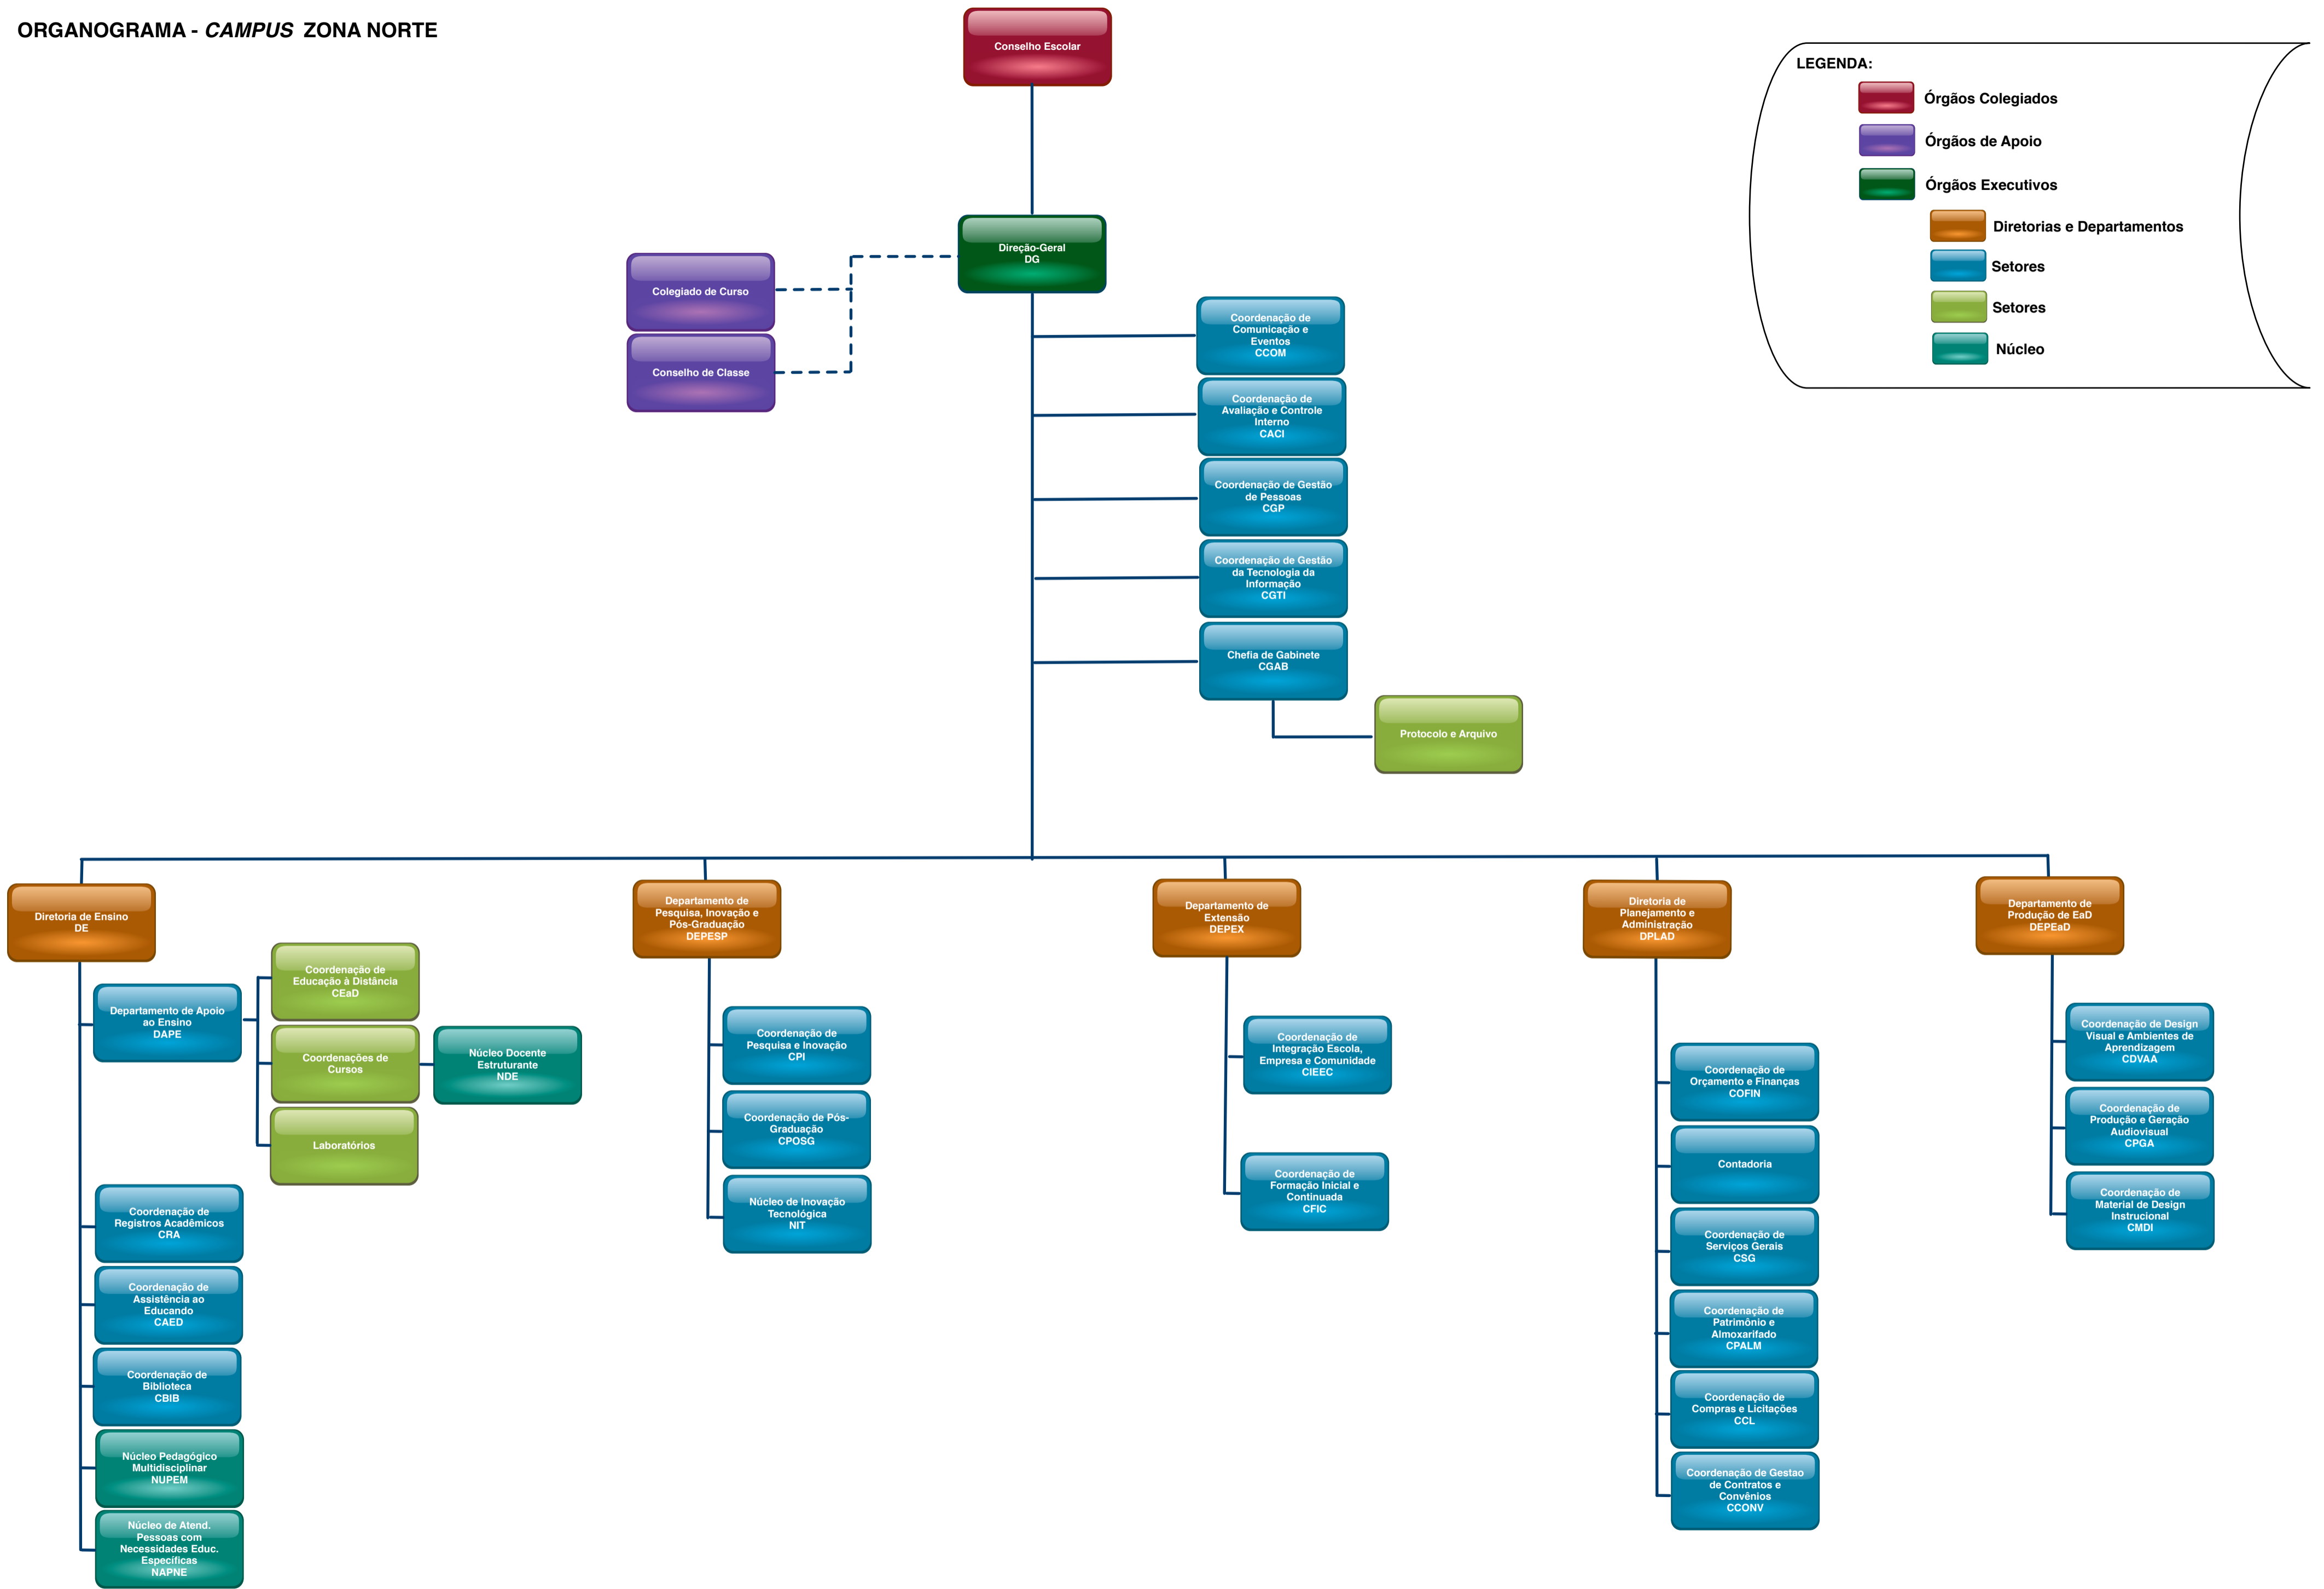 ORGANOGRAMA - CAMPUS ZONA NORTE
Conselho Escolar
LEGENDA:
Órgãos Colegiados
Órgãos de Apoio
Órgãos Executivos
Diretorias e Departamentos
Setores
Setores
Núcleo
Direção-Geral
DG
Colegiado de Curso
Conselho de Classe
Coordenação de
Comunicação e
Eventos
CCOM
Coordenação de
Avaliação e Controle
Interno
CACI
Coordenação de Gestão
de Pessoas
CGP
Coordenação de Gestão
da Tecnologia da
Informação
CGTI
Chefia de Gabinete
CGAB
Protocolo e Arquivo
Diretoria de Ensino
DE
Departamento de Apoio
ao Ensino
DAPE
Coordenação de
Educação à Distância
CEaD
Coordenações de
Cursos
Núcleo Docente
Estruturante
NDE
Laboratórios
Coordenação de
Registros Acadêmicos
CRA
Coordenação de
Assistência ao
Educando
CAED
Coordenação de
Biblioteca
CBIB
Núcleo Pedagógico
Multidisciplinar
NUPEM
Núcleo de Atend.
Pessoas com
Necessidades Educ.
Específicas
NAPNE
Departamento de
Pesquisa, Inovação e
Pós-Graduação
DEPESP
Coordenação de
Pesquisa e Inovação
CPI
Coordenação de Pós-
Graduação
CPOSG
Núcleo de Inovação
Tecnológica
NIT
Departamento de
Extensão
DEPEX
Coordenação de
Integração Escola,
Empresa e Comunidade
CIEEC
Coordenação de
Formação Inicial e
Continuada
CFIC
Diretoria de
Planejamento e
Administração
DPLAD
Coordenação de
Orçamento e Finanças
COFIN
Contadoria
Coordenação de
Serviços Gerais
CSG
Coordenação de
Patrimônio e
Almoxarifado
CPALM
Coordenação de
Compras e Licitações
CCL
Coordenação de Gestao
de Contratos e
Convênios
CCONV
Departamento de
Produção de EaD
DEPEaD
Coordenação de Design
Visual e Ambientes de
Aprendizagem
CDVAA
Coordenação de
Produção e Geração
Audiovisual
CPGA
Coordenação de
Material de Design
Instrucional
CMDI